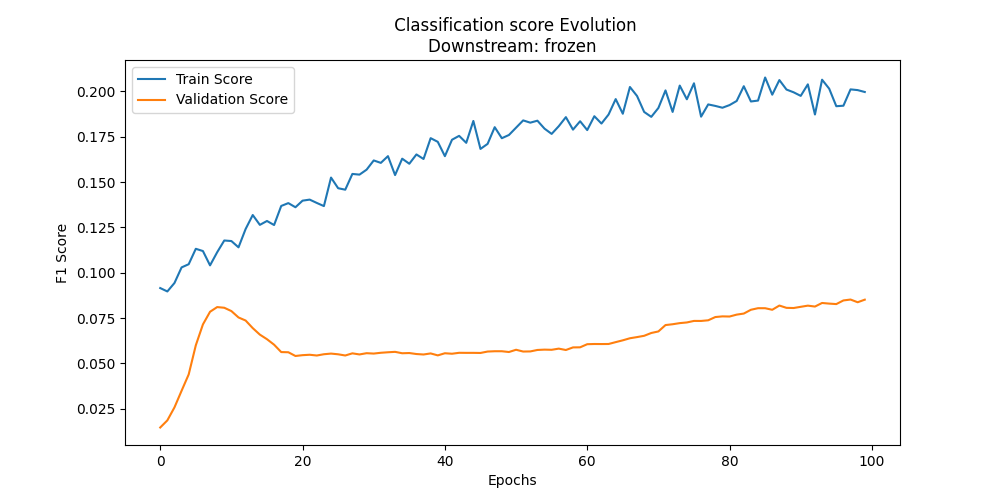 Classification score Evolution
Downstream: frozen
Train Score
Validation Score
F1 Score
0.200
0.175
0.150
0.125
0.100
0.075
0.050
0.025
0
20
40
60
80
100
Epochs